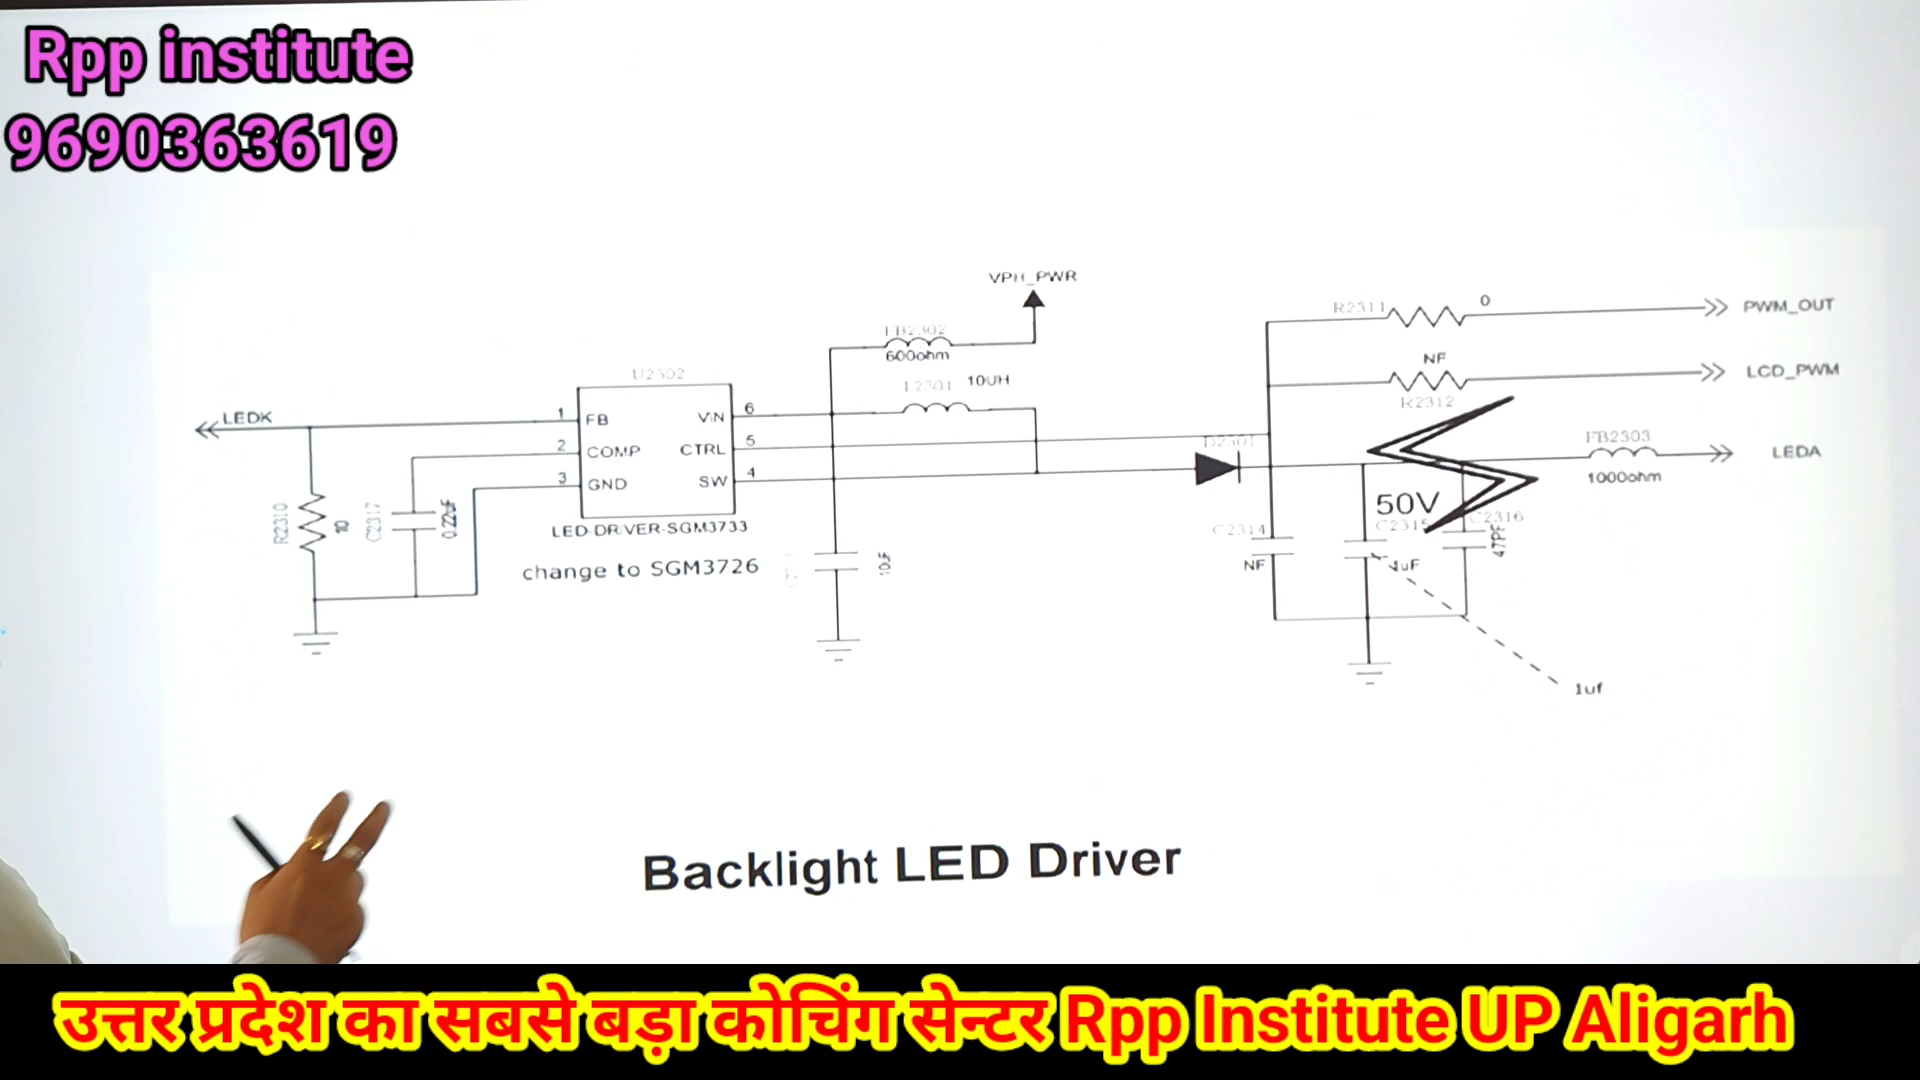 Rpp institute
9690363619
VPH_PWR
FB2302
600ohm
L2301 10UH
R2311 0 PWM_OUT
NF LCD_PWM
R2312
U2302
LEDK 1 FB VIN 6
2 COMP CTRL 5
3 GND SW 4
D2301
FB2303 LEDA
1000ohm
R2310 10 C2317 0.22uF
LED-DRIVER-SGM3733
change to SGM3726
10uF
50V
C2314 C2315 C2316
NF 47PF
1uf
Backlight LED Driver
उत्तर प्रदेश का सबसे बड़ा कोचिंग सेन्टर Rpp Institute UP Aligarh